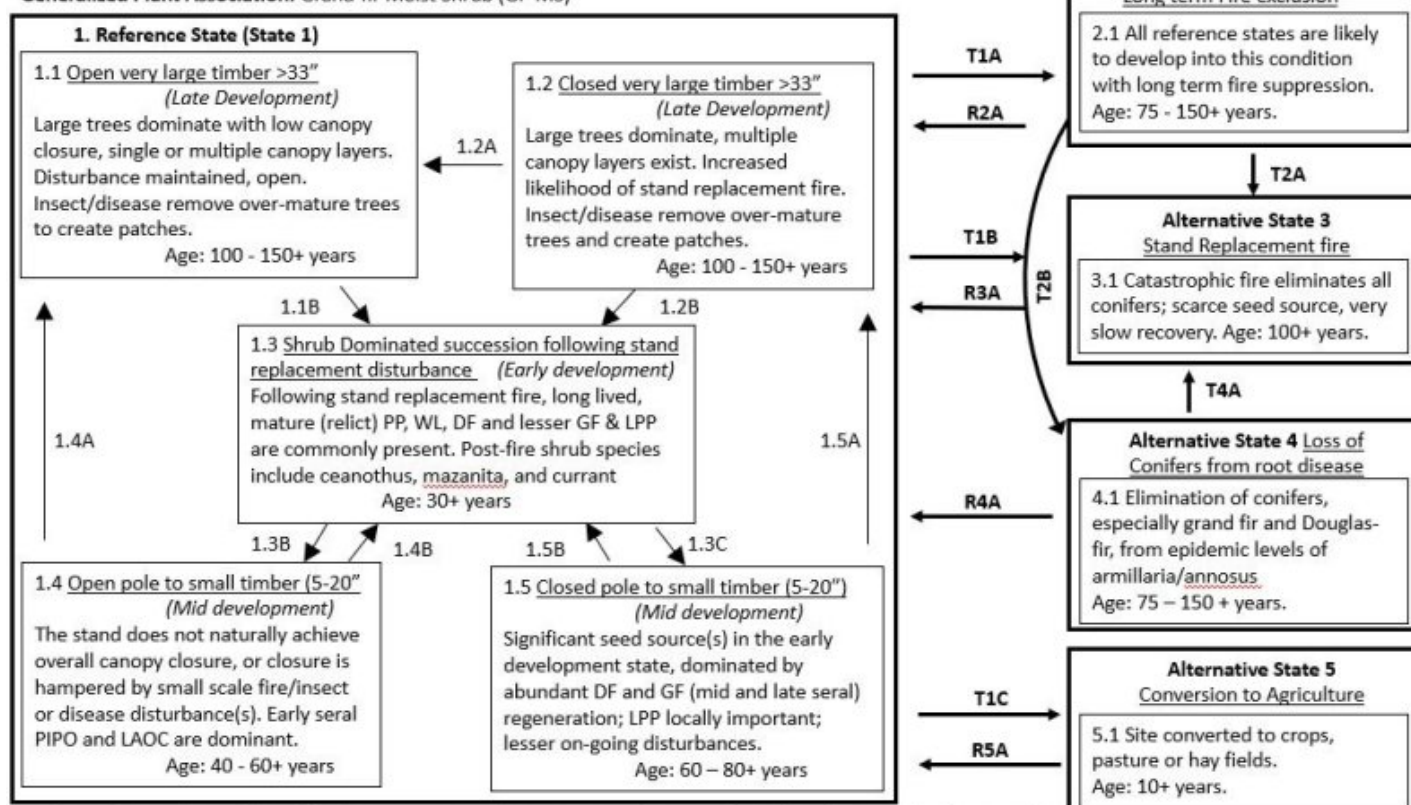 Generalized Plant Association: Grand fir Moist Shrub (GF-MS)
1. Reference State (State 1)
1.1 Open very large timber >33”
(Late Development)
Large trees dominate with low canopy
closure, single or multiple canopy layers.
Disturbance maintained, open.
Insect/disease remove over-mature trees
to create patches.
Age: 100 - 150+ years
1.2A
1.2 Closed very large timber >33”
(Late Development)
Large trees dominate, multiple
canopy layers exist. Increased
likelihood of stand replacement fire.
Insect/disease remove over-mature
trees and create patches.
Age: 100 - 150+ years
1.1B
1.2B
1.3 Shrub Dominated succession following stand
replacement disturbance (Early development)
Following stand replacement fire, long lived,
mature (relict) PP, WL, DF and lesser GF & LPP
are commonly present. Post-fire shrub species
include ceanothus, mazanita, and currant
Age: 30+ years
1.4A
1.5A
1.3B
1.4B
1.5B
1.3C
1.4 Open pole to small timber (5-20”
(Mid development)
The stand does not naturally achieve
overall canopy closure, or closure is
hampered by small scale fire/insect
or disease disturbance(s). Early seral
PIPO and LAOC are dominant.
Age: 40 - 60+ years
1.5 Closed pole to small timber (5-20”)
(Mid development)
Significant seed source(s) in the early
development state, dominated by
abundant DF and GF (mid and late seral)
regeneration; LPP locally important;
lesser on-going disturbances.
Age: 60 – 80+ years
T1A
R2A
T1B
R3A
T2B
R4A
T1C
R5A
Long term Fire exclusion
2.1 All reference states are likely
to develop into this condition
with long term fire suppression.
Age: 75 - 150+ years.
T2A
Alternative State 3
Stand Replacement fire
3.1 Catastrophic fire eliminates all
conifers; scarce seed source, very
slow recovery. Age: 100+ years.
T4A
Alternative State 4 Loss of
Conifers from root disease
4.1 Elimination of conifers,
especially grand fir and Douglas-
fir, from epidemic levels of
armillaria/annosus
Age: 75 – 150 + years.
Alternative State 5
Conversion to Agriculture
5.1 Site converted to crops,
pasture or hay fields.
Age: 10+ years.